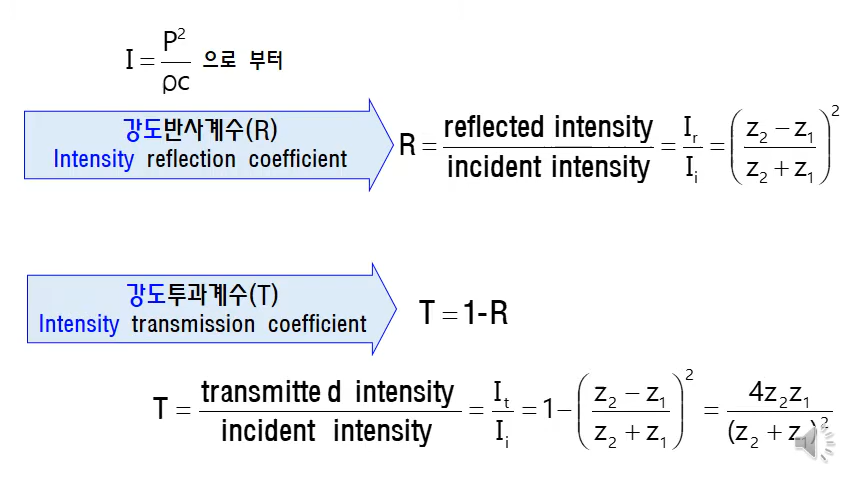 I = P²/ρc 으로 부터
강도반사계수(R)
Intensity reflection coefficient
R = reflected intensity / incident intensity = Iᵣ/Iᵢ = ((z₂ − z₁)/(z₂ + z₁))²
강도투과계수(T)
Intensity transmission coefficient
T = 1-R
T = transmitte d intensity / incident intensity = Iₜ/Iᵢ = 1 − ((z₂ − z₁)/(z₂ + z₁))² = 4z₂z₁/(z₂ + z )²